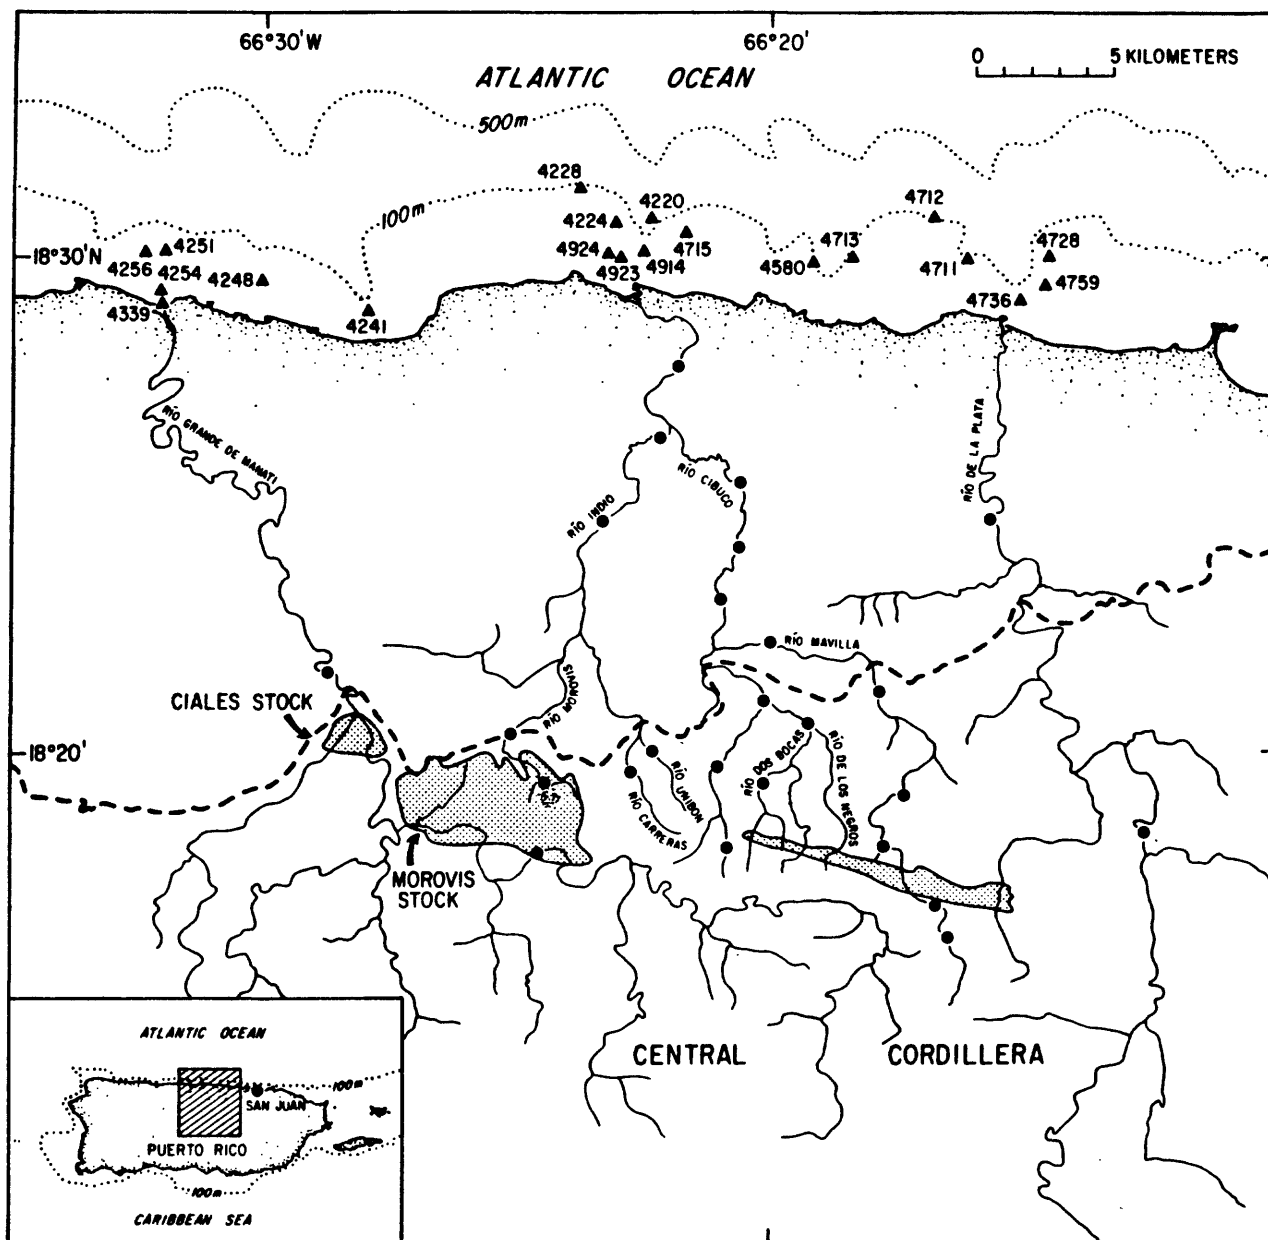 66°30'W
66°20'
0 5 KILOMETERS
ATLANTIC OCEAN
500m
4228
100m
4220
4224
4712
4251
4924
4715
4713
4728
18°30'N
4256
4254
4248
4923
4914
4580
4711
4759
4339
4241
4736
RÍO GRANDE DE MANATI
RÍO CIBUCO
RÍO DE LA PLATA
RÍO INDIO
RÍO MAVILLA
RÍO MOROVIS
CIALES STOCK
18°20'
RÍO DOS BOCAS
RÍO DE LOS NEGROS
RÍO UNIBON
RÍO CARRERAS
MOROVIS
STOCK
CENTRAL CORDILLERA
ATLANTIC OCEAN
100m
SAN JUAN
PUERTO RICO
100m
CARIBBEAN SEA